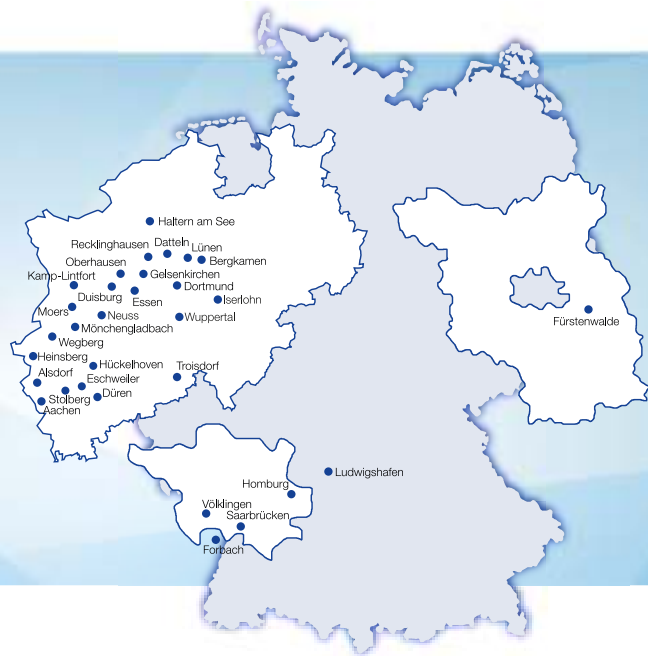 Haltern am See
Recklinghausen
Datteln
Lünen
Bergkamen
Oberhausen
Gelsenkirchen
Kamp-Lintfort
Dortmund
Duisburg
Essen
Iserlohn
Moers
Neuss
Wuppertal
Mönchengladbach
Wegberg
Heinsberg
Hückelhoven
Troisdorf
Alsdorf
Eschweiler
Stolberg
Düren
Aachen
Fürstenwalde
Ludwigshafen
Homburg
Völklingen
Saarbrücken
Forbach